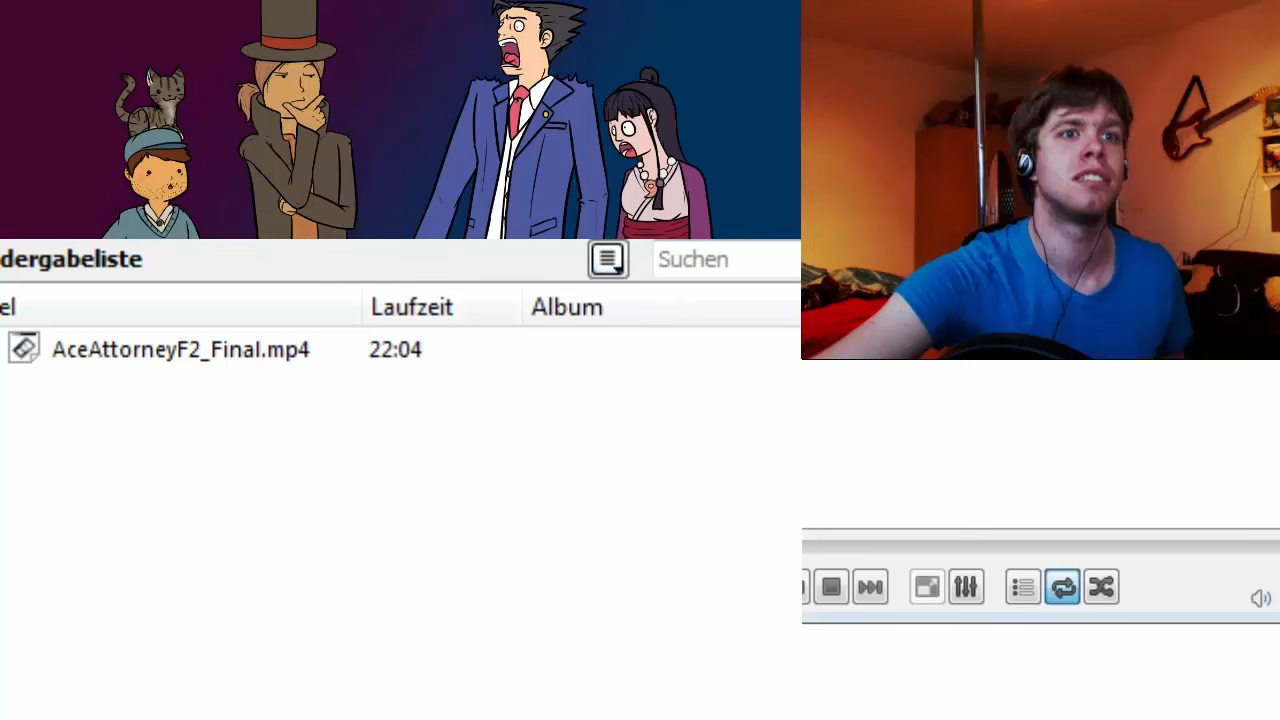 dergabeliste
Suchen
el
Laufzeit
Album
AceAttorneyF2_Final.mp4
22:04